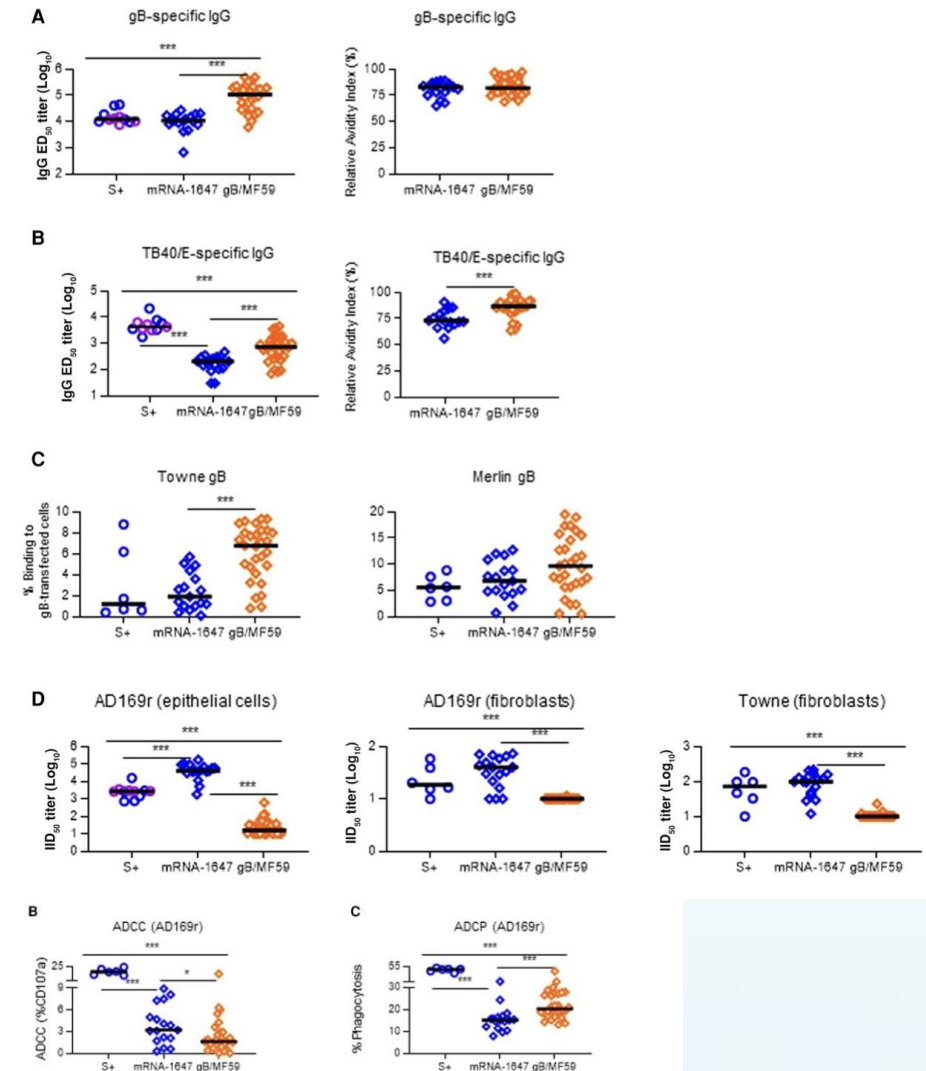 A
gB-specific IgG
gB-specific IgG
IgG ED50 titer (Log10)
6
5
4
3
2
***
***
S+ mRNA-1647 gB/MF59
Relative Avidity Index (%)
100
75
50
25
0
mRNA-1647 gB/MF59
B
TB40/E-specific IgG
TB40/E-specific IgG
IgG ED50 titer (Log10)
5
4
3
2
1
***
***
***
S+ mRNA-1647 gB/MF59
Relative Avidity Index (%)
100
75
50
25
0
***
mRNA-1647 gB/MF59
C
Towne gB
Merlin gB
% Binding to
gB-transfected cells
10
8
6
4
2
0
***
S+ mRNA-1647 gB/MF59
20
15
10
5
0
S+ mRNA-1647 gB/MF59
D
AD169r (epithelial cells)
AD169r (fibroblasts)
Towne (fibroblasts)
IID50 titer (Log10)
6
5
4
3
2
1
0
***
***
***
S+ mRNA-1647 gB/MF59
IID50 titer (Log10)
2
1
0
***
***
S+ mRNA-1647 gB/MF59
IID50 titer (Log10)
3
2
1
0
***
***
S+ mRNA-1647 gB/MF59
B
ADCC (AD169r)
ADCC (%CD107a)
25
9
6
3
0
***
***
*
S+ mRNA-1647 gB/MF59
C
ADCP (AD169r)
% Phagocytosis
55
30
20
10
0
***
***
***
S+ mRNA-1647 gB/MF59